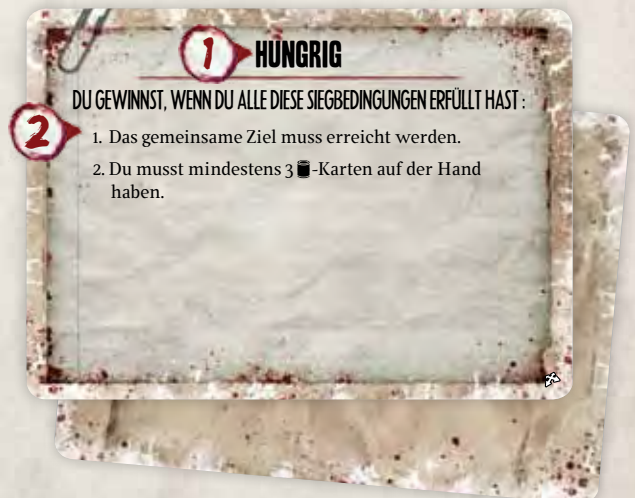 1 HUNGRIG
DU GEWINNST, WENN DU ALLE DIESE SIEGBEDINGUNGEN ERFÜLLT HAST :
2
1. Das gemeinsame Ziel muss erreicht werden.
2. Du musst mindestens 3 -Karten auf der Hand
haben.